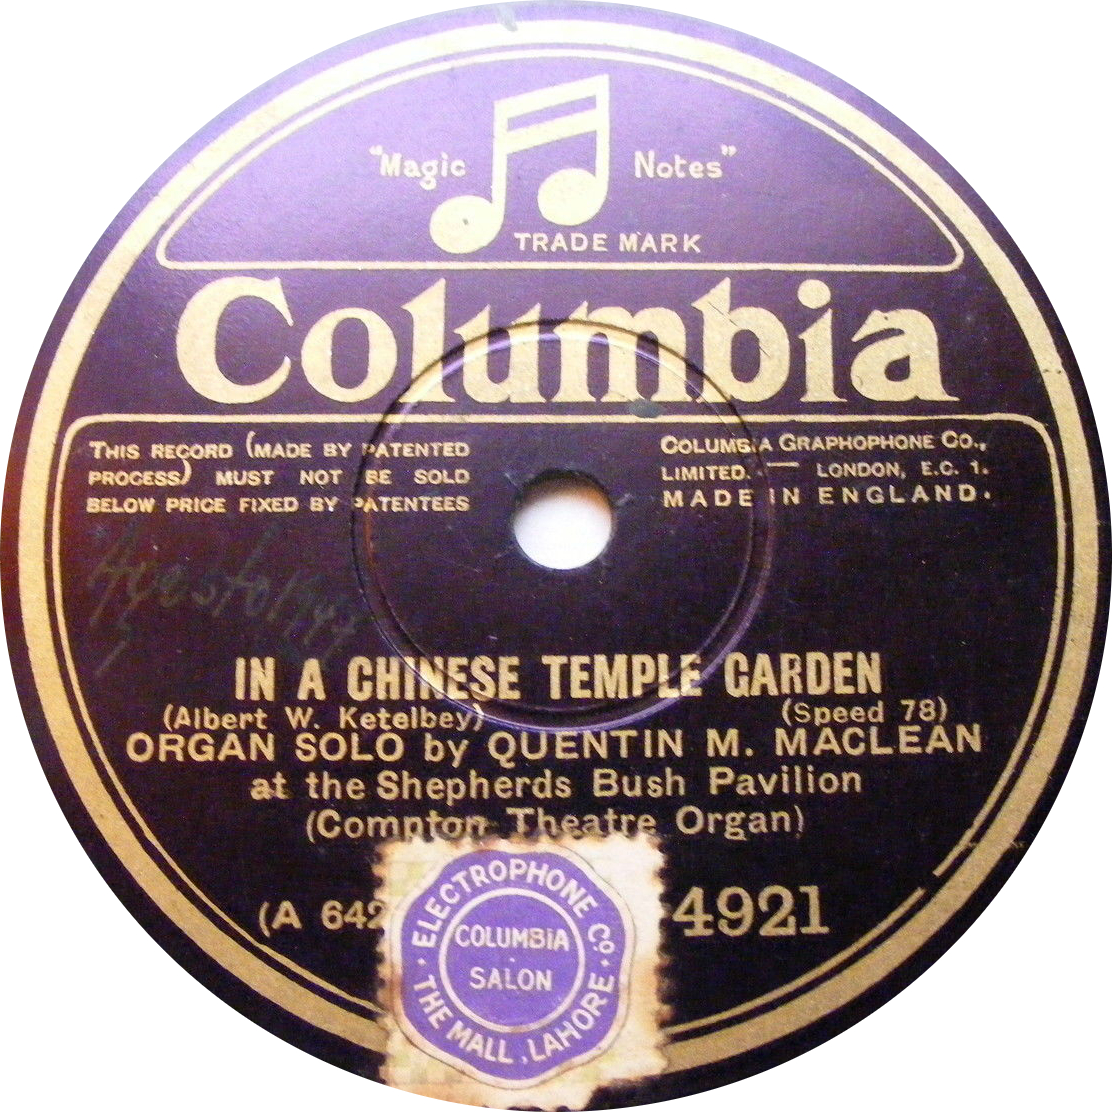 "Magic Notes"
TRADE MARK
Columbia
THIS RECORD (MADE BY PATENTED
PROCESS) MUST NOT BE SOLD
BELOW PRICE FIXED BY PATENTEES
COLUMBIA GRAPHOPHONE CO.,
LIMITED. — LONDON, E.C. 1.
MADE IN ENGLAND.
IN A CHINESE TEMPLE GARDEN
(Albert W. Ketelbey) (Speed 78)
ORGAN SOLO by QUENTIN M. MACLEAN
at the Shepherds Bush Pavilion
(Compton Theatre Organ)
(A 642 4921
ELECTROPHONE Co.
COLUMBIA
SALON
THE MALL, LAHORE